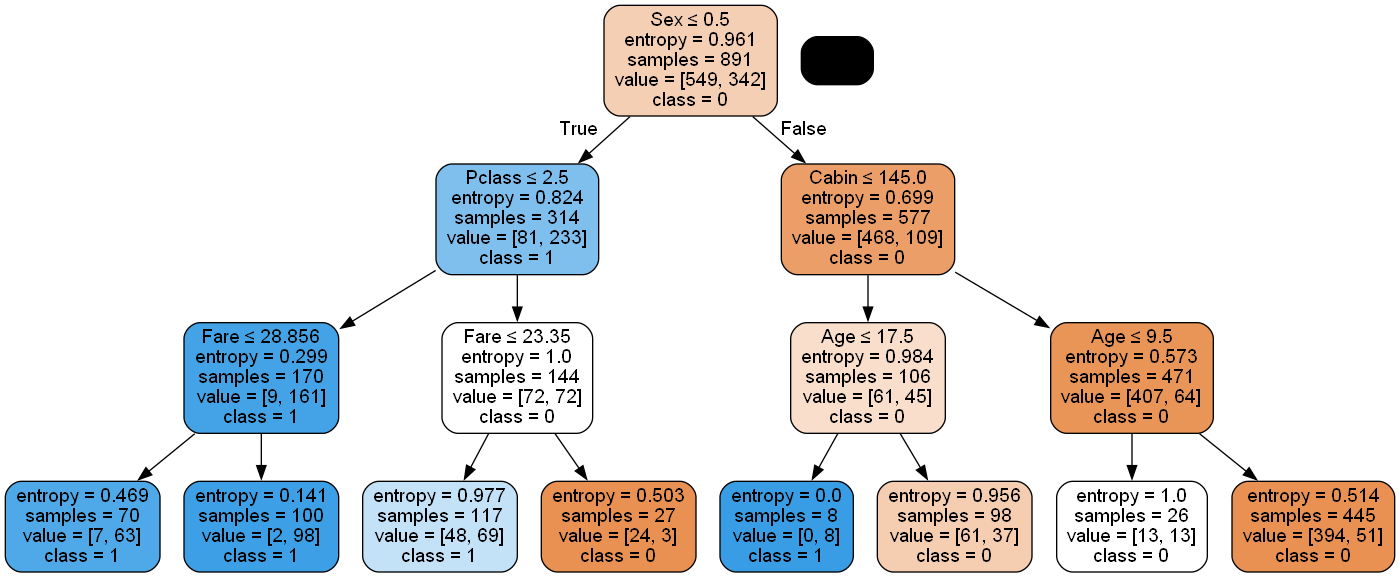 Sex ≤ 0.5
entropy = 0.961
samples = 891
value = [549, 342]
class = 0
True
False
Pclass ≤ 2.5
entropy = 0.824
samples = 314
value = [81, 233]
class = 1
Cabin ≤ 145.0
entropy = 0.699
samples = 577
value = [468, 109]
class = 0
Fare ≤ 28.856
entropy = 0.299
samples = 170
value = [9, 161]
class = 1
Fare ≤ 23.35
entropy = 1.0
samples = 144
value = [72, 72]
class = 0
Age ≤ 17.5
entropy = 0.984
samples = 106
value = [61, 45]
class = 0
Age ≤ 9.5
entropy = 0.573
samples = 471
value = [407, 64]
class = 0
entropy = 0.469
samples = 70
value = [7, 63]
class = 1
entropy = 0.141
samples = 100
value = [2, 98]
class = 1
entropy = 0.977
samples = 117
value = [48, 69]
class = 1
entropy = 0.503
samples = 27
value = [24, 3]
class = 0
entropy = 0.0
samples = 8
value = [0, 8]
class = 1
entropy = 0.956
samples = 98
value = [61, 37]
class = 0
entropy = 1.0
samples = 26
value = [13, 13]
class = 0
entropy = 0.514
samples = 445
value = [394, 51]
class = 0